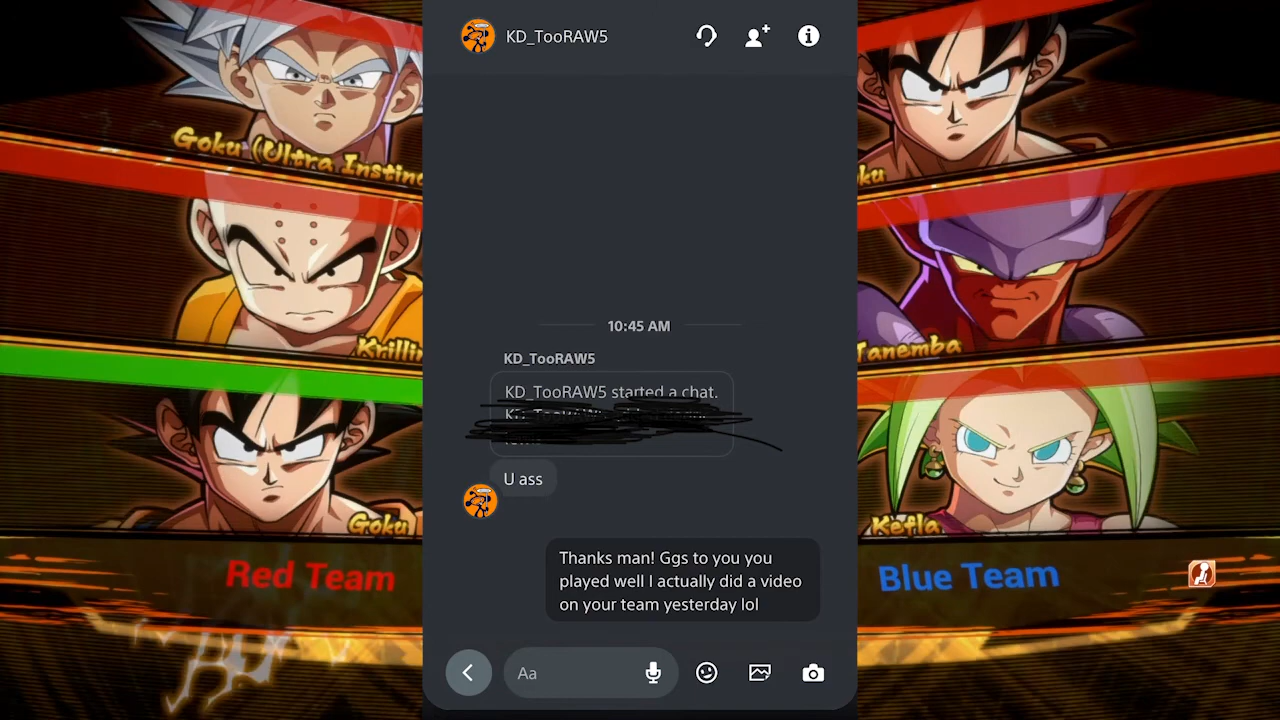 KD_TooRAW5
Goku (Ultra Instinc
Krillin
Goku
Red Team
10:45 AM
KD_TooRAW5
KD_TooRAW5 started a chat.
U ass
Thanks man! Ggs to you you
played well I actually did a video
on your team yesterday lol
Aa
ku
Janemba
Kefla
Blue Team